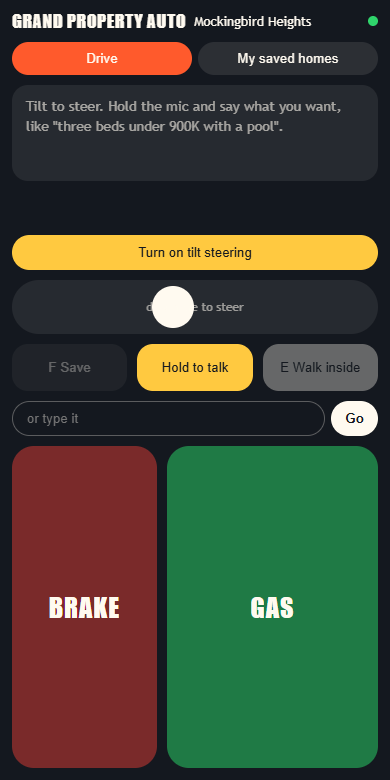 GRAND PROPERTY AUTO Mockingbird Heights
Drive
My saved homes
Tilt to steer. Hold the mic and say what you want,
like "three beds under 900K with a pool".
Turn on tilt steering
to steer
F Save
Hold to talk
E Walk inside
or type it
Go
BRAKE
GAS